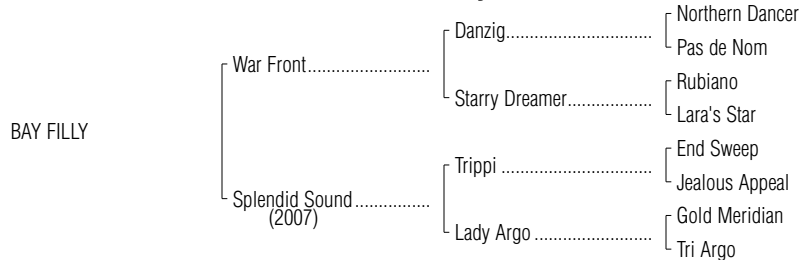 Northern Dancer
Danzig..............................
Pas de Nom
War Front.........................
Rubiano
Starry Dreamer.................
Lara's Star
BAY FILLY
End Sweep
Trippi ...............................
Jealous Appeal
Splendid Sound ................
(2007)
Gold Meridian
Lady Argo ........................
Tri Argo